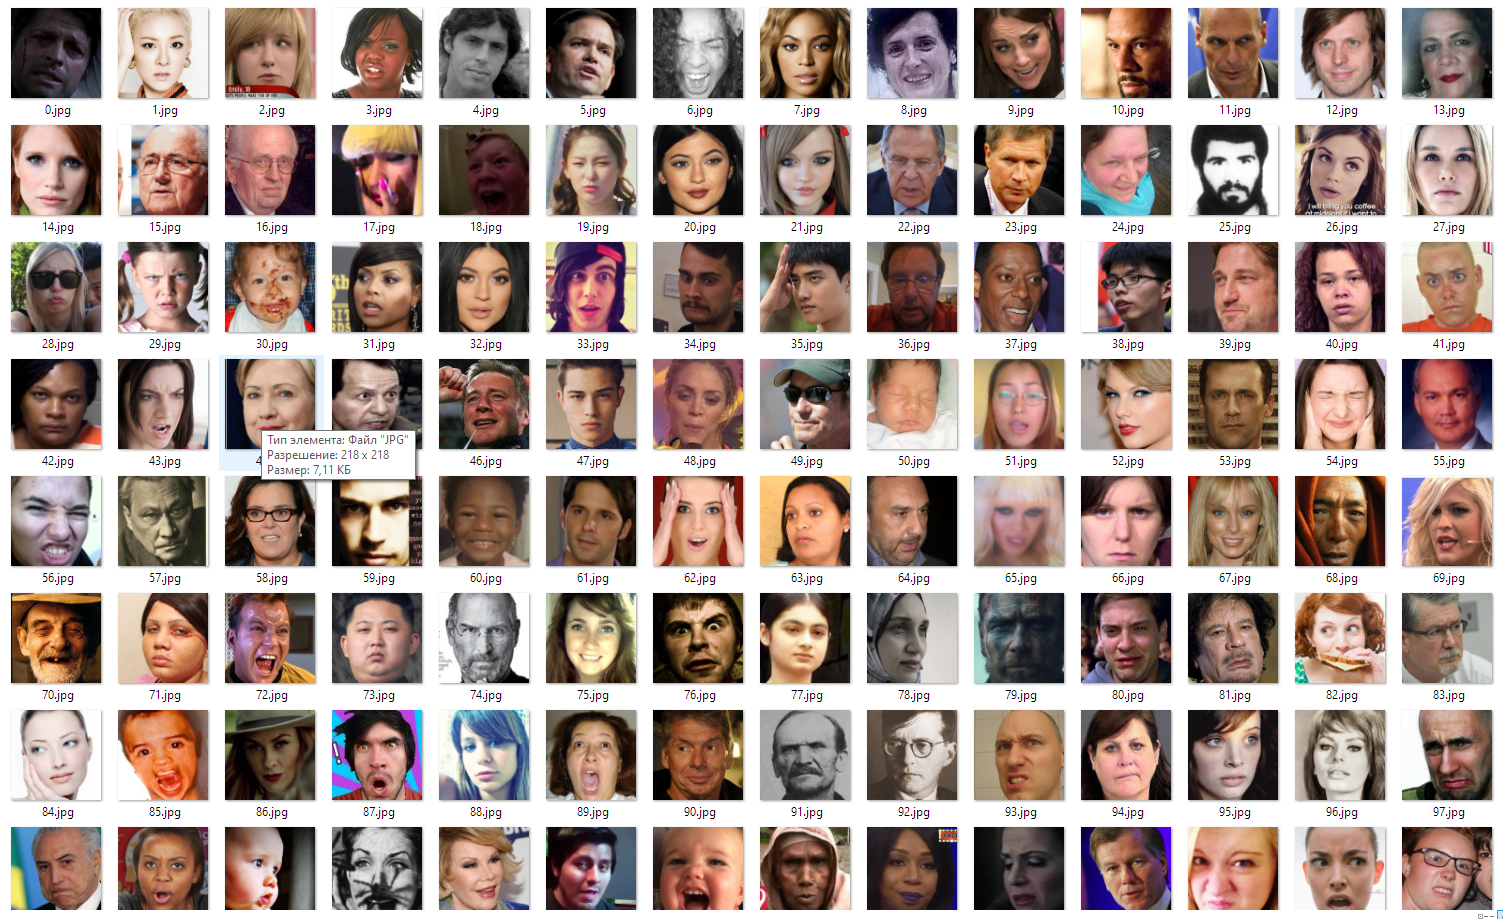 0.jpg 1.jpg 2.jpg 3.jpg 4.jpg 5.jpg 6.jpg 7.jpg 8.jpg 9.jpg 10.jpg 11.jpg 12.jpg 13.jpg
14.jpg 15.jpg 16.jpg 17.jpg 18.jpg 19.jpg 20.jpg 21.jpg 22.jpg 23.jpg 24.jpg 25.jpg 26.jpg 27.jpg
28.jpg 29.jpg 30.jpg 31.jpg 32.jpg 33.jpg 34.jpg 35.jpg 36.jpg 37.jpg 38.jpg 39.jpg 40.jpg 41.jpg
Тип элемента: Файл "JPG"
Разрешение: 218 x 218
Размер: 7,11 КБ
42.jpg 43.jpg 46.jpg 47.jpg 48.jpg 49.jpg 50.jpg 51.jpg 52.jpg 53.jpg 54.jpg 55.jpg
56.jpg 57.jpg 58.jpg 59.jpg 60.jpg 61.jpg 62.jpg 63.jpg 64.jpg 65.jpg 66.jpg 67.jpg 68.jpg 69.jpg
70.jpg 71.jpg 72.jpg 73.jpg 74.jpg 75.jpg 76.jpg 77.jpg 78.jpg 79.jpg 80.jpg 81.jpg 82.jpg 83.jpg
84.jpg 85.jpg 86.jpg 87.jpg 88.jpg 89.jpg 90.jpg 91.jpg 92.jpg 93.jpg 94.jpg 95.jpg 96.jpg 97.jpg